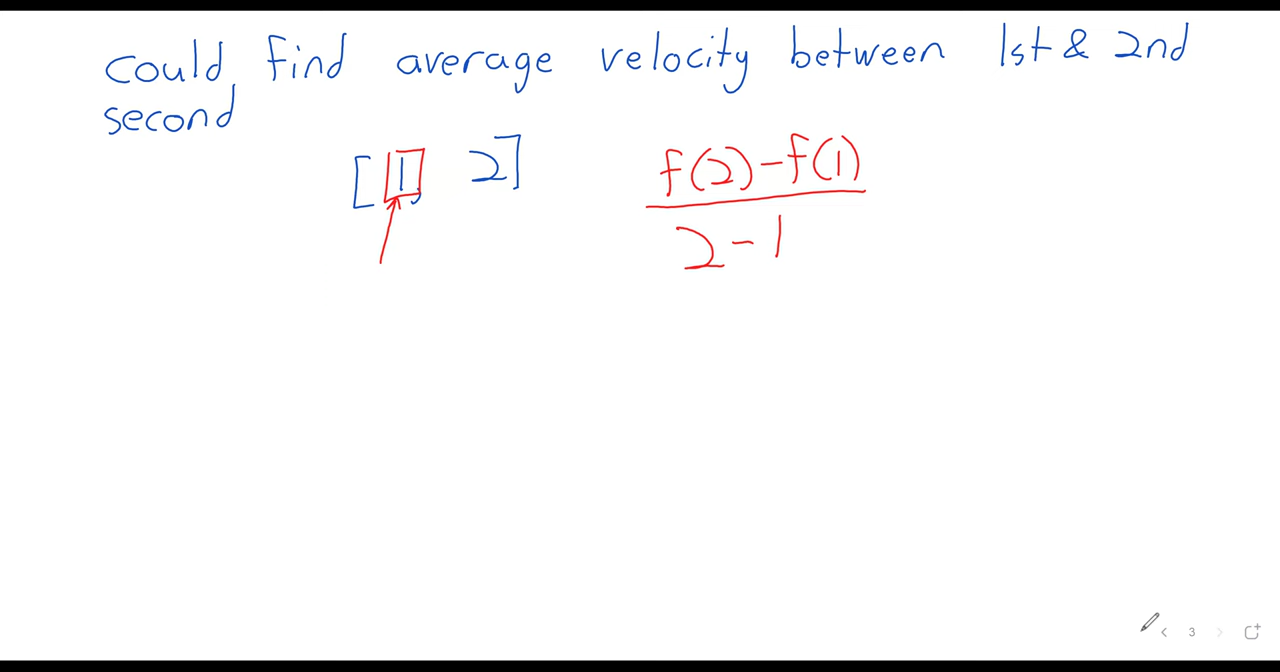 could find average velocity between 1st & 2nd
second
[1, 2]
f(2)-f(1)
2-1
3